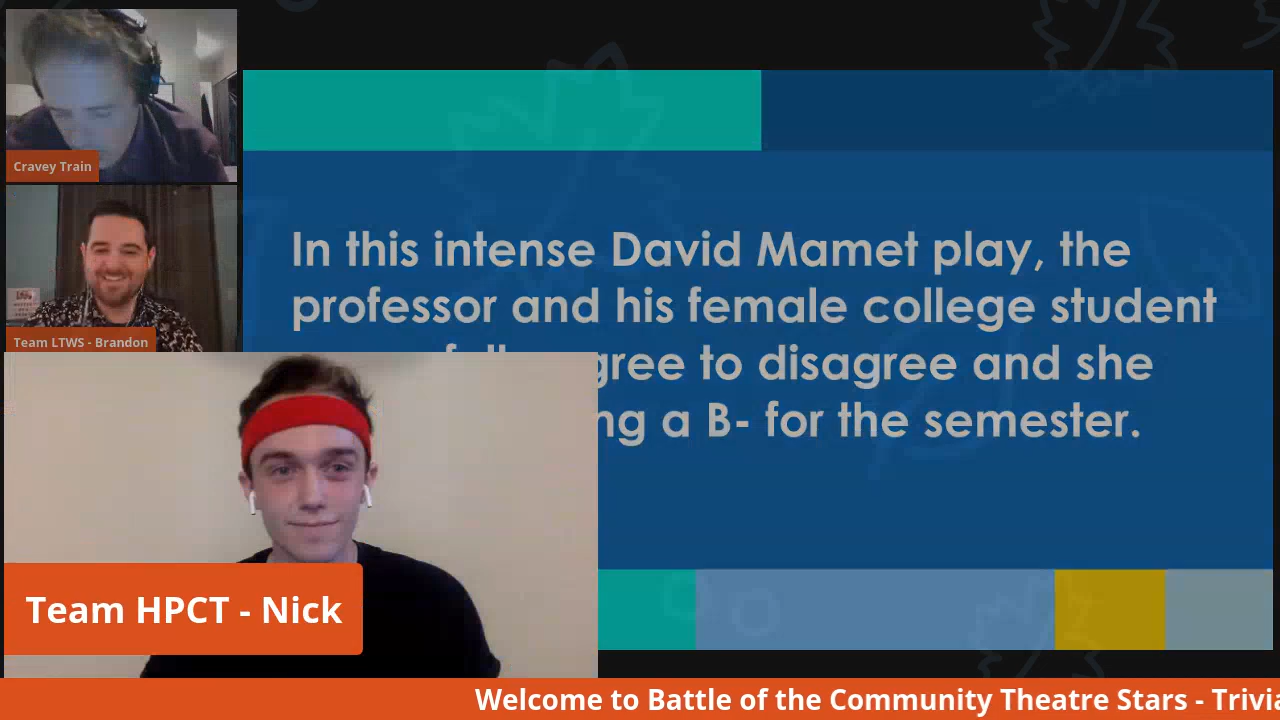 Cravey Train
Team LTWS - Brandon
In this intense David Mamet play, the
professor and his female college student
gree to disagree and she
ng a B- for the semester.
Team HPCT - Nick
Welcome to Battle of the Community Theatre Stars - Trivia